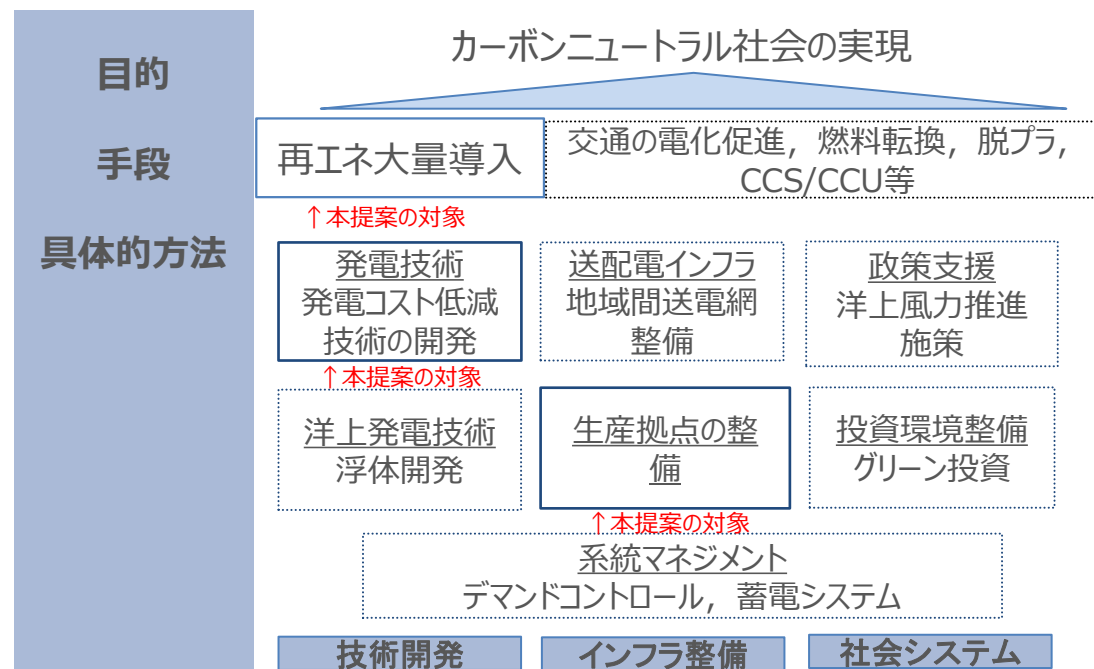 目的
カーボンニュートラル社会の実現
手段
再エネ大量導入
交通の電化促進，燃料転換，脱プラ，
CCS/CCU等
↑本提案の対象
具体的方法
発電技術
発電コスト低減
技術の開発
送配電インフラ
地域間送電網
整備
政策支援
洋上風力推進
施策
↑本提案の対象
洋上発電技術
浮体開発
生産拠点の整
備
投資環境整備
グリーン投資
↑本提案の対象
系統マネジメント
デマンドコントロール，蓄電システム
技術開発
インフラ整備
社会システム